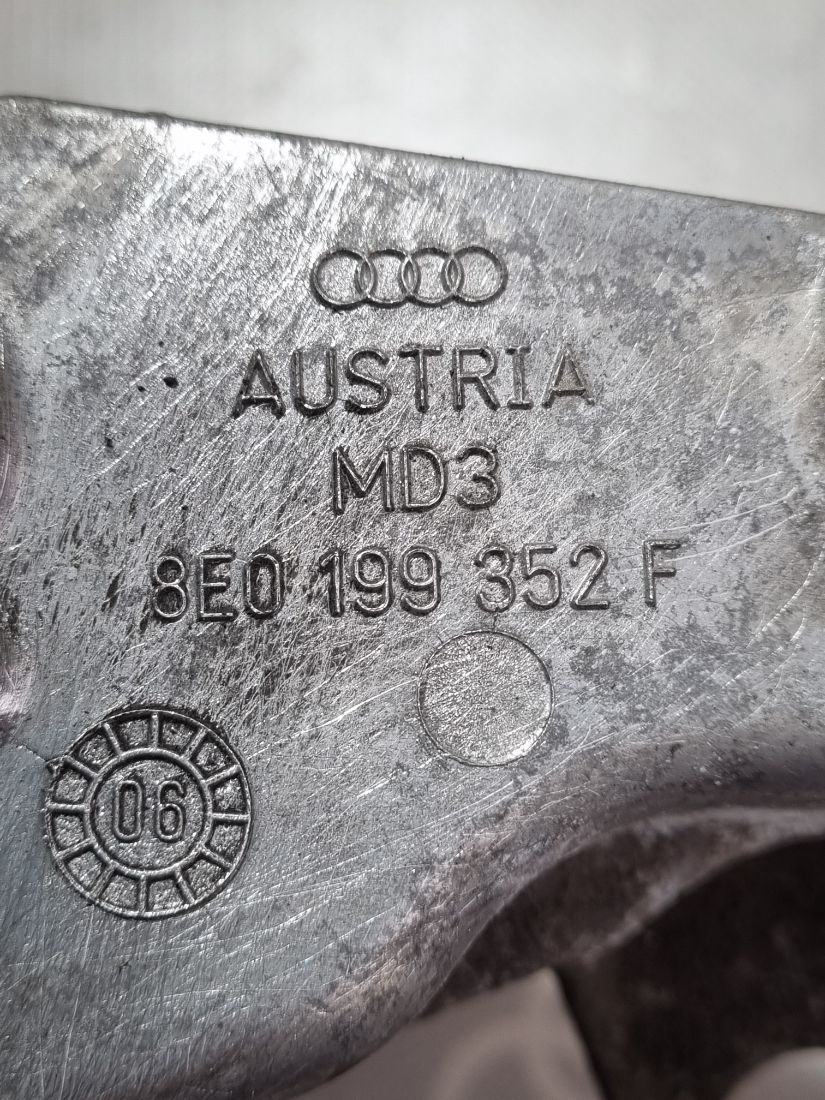 AUSTRIA
MD3
8E0 199 352 F
06